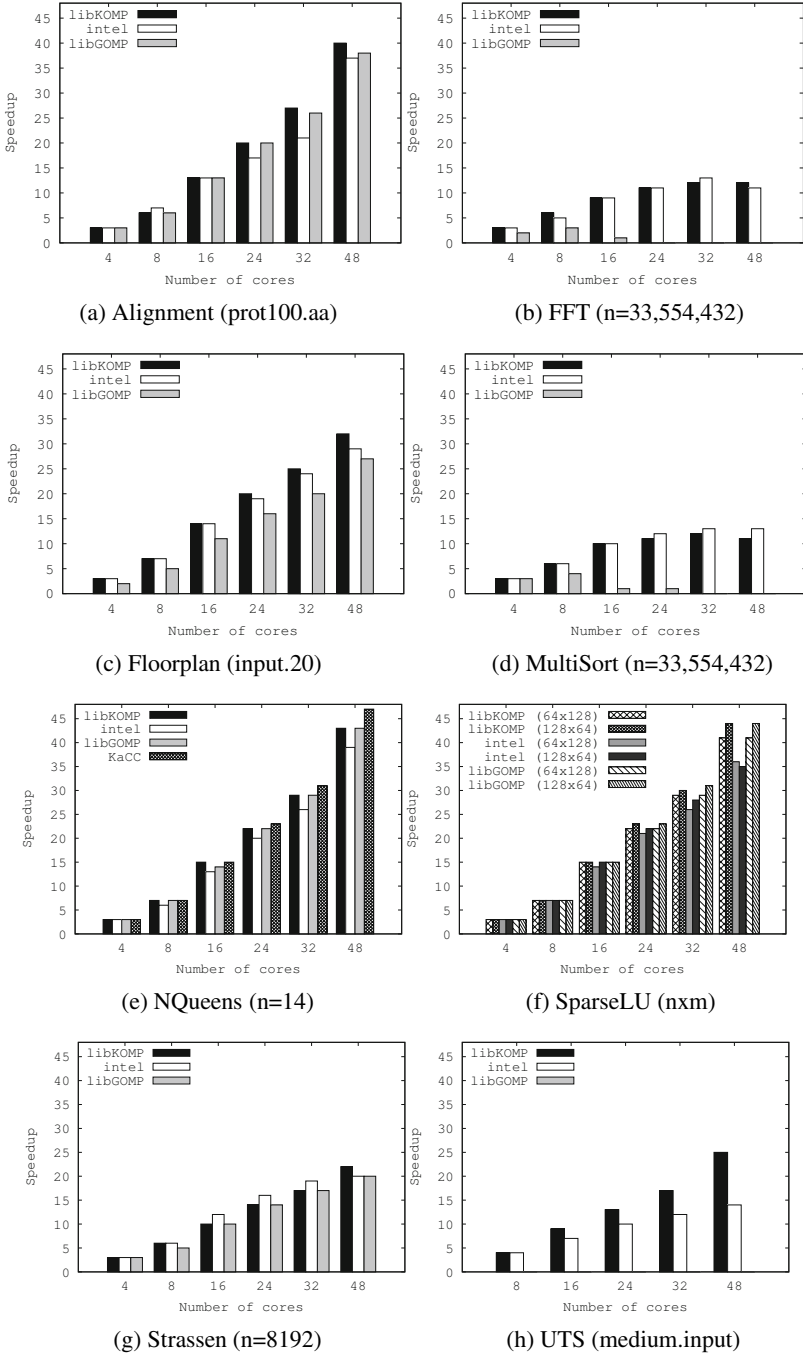 libKOMP
intel
libGOMP
45
40
35
30
25
20
15
10
5
0
Speedup
4 8 16 24 32 48
Number of cores
(a) Alignment (prot100.aa)
libKOMP
intel
libGOMP
45
40
35
30
25
20
15
10
5
0
Speedup
4 8 16 24 32 48
Number of cores
(b) FFT (n=33,554,432)
libKOMP
intel
libGOMP
45
40
35
30
25
20
15
10
5
0
Speedup
4 8 16 24 32 48
Number of cores
(c) Floorplan (input.20)
libKOMP
intel
libGOMP
45
40
35
30
25
20
15
10
5
0
Speedup
4 8 16 24 32 48
Number of cores
(d) MultiSort (n=33,554,432)
libKOMP
intel
libGOMP
KaCC
45
40
35
30
25
20
15
10
5
0
Speedup
4 8 16 24 32 48
Number of cores
(e) NQueens (n=14)
libKOMP (64x128)
libKOMP (128x64)
intel (64x128)
intel (128x64)
libGOMP (64x128)
libGOMP (128x64)
45
40
35
30
25
20
15
10
5
0
Speedup
4 8 16 24 32 48
Number of cores
(f) SparseLU (nxm)
libKOMP
intel
libGOMP
45
40
35
30
25
20
15
10
5
0
Speedup
4 8 16 24 32 48
Number of cores
(g) Strassen (n=8192)
libKOMP
intel
libGOMP
45
40
35
30
25
20
15
10
5
0
Speedup
8 16 24 32 48
Number of cores
(h) UTS (medium.input)